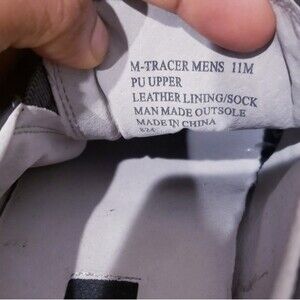 M-TRACER MENS 11M
PU UPPER
LEATHER LINING/SOCK
MAN MADE OUTSOLE
MADE IN CHINA